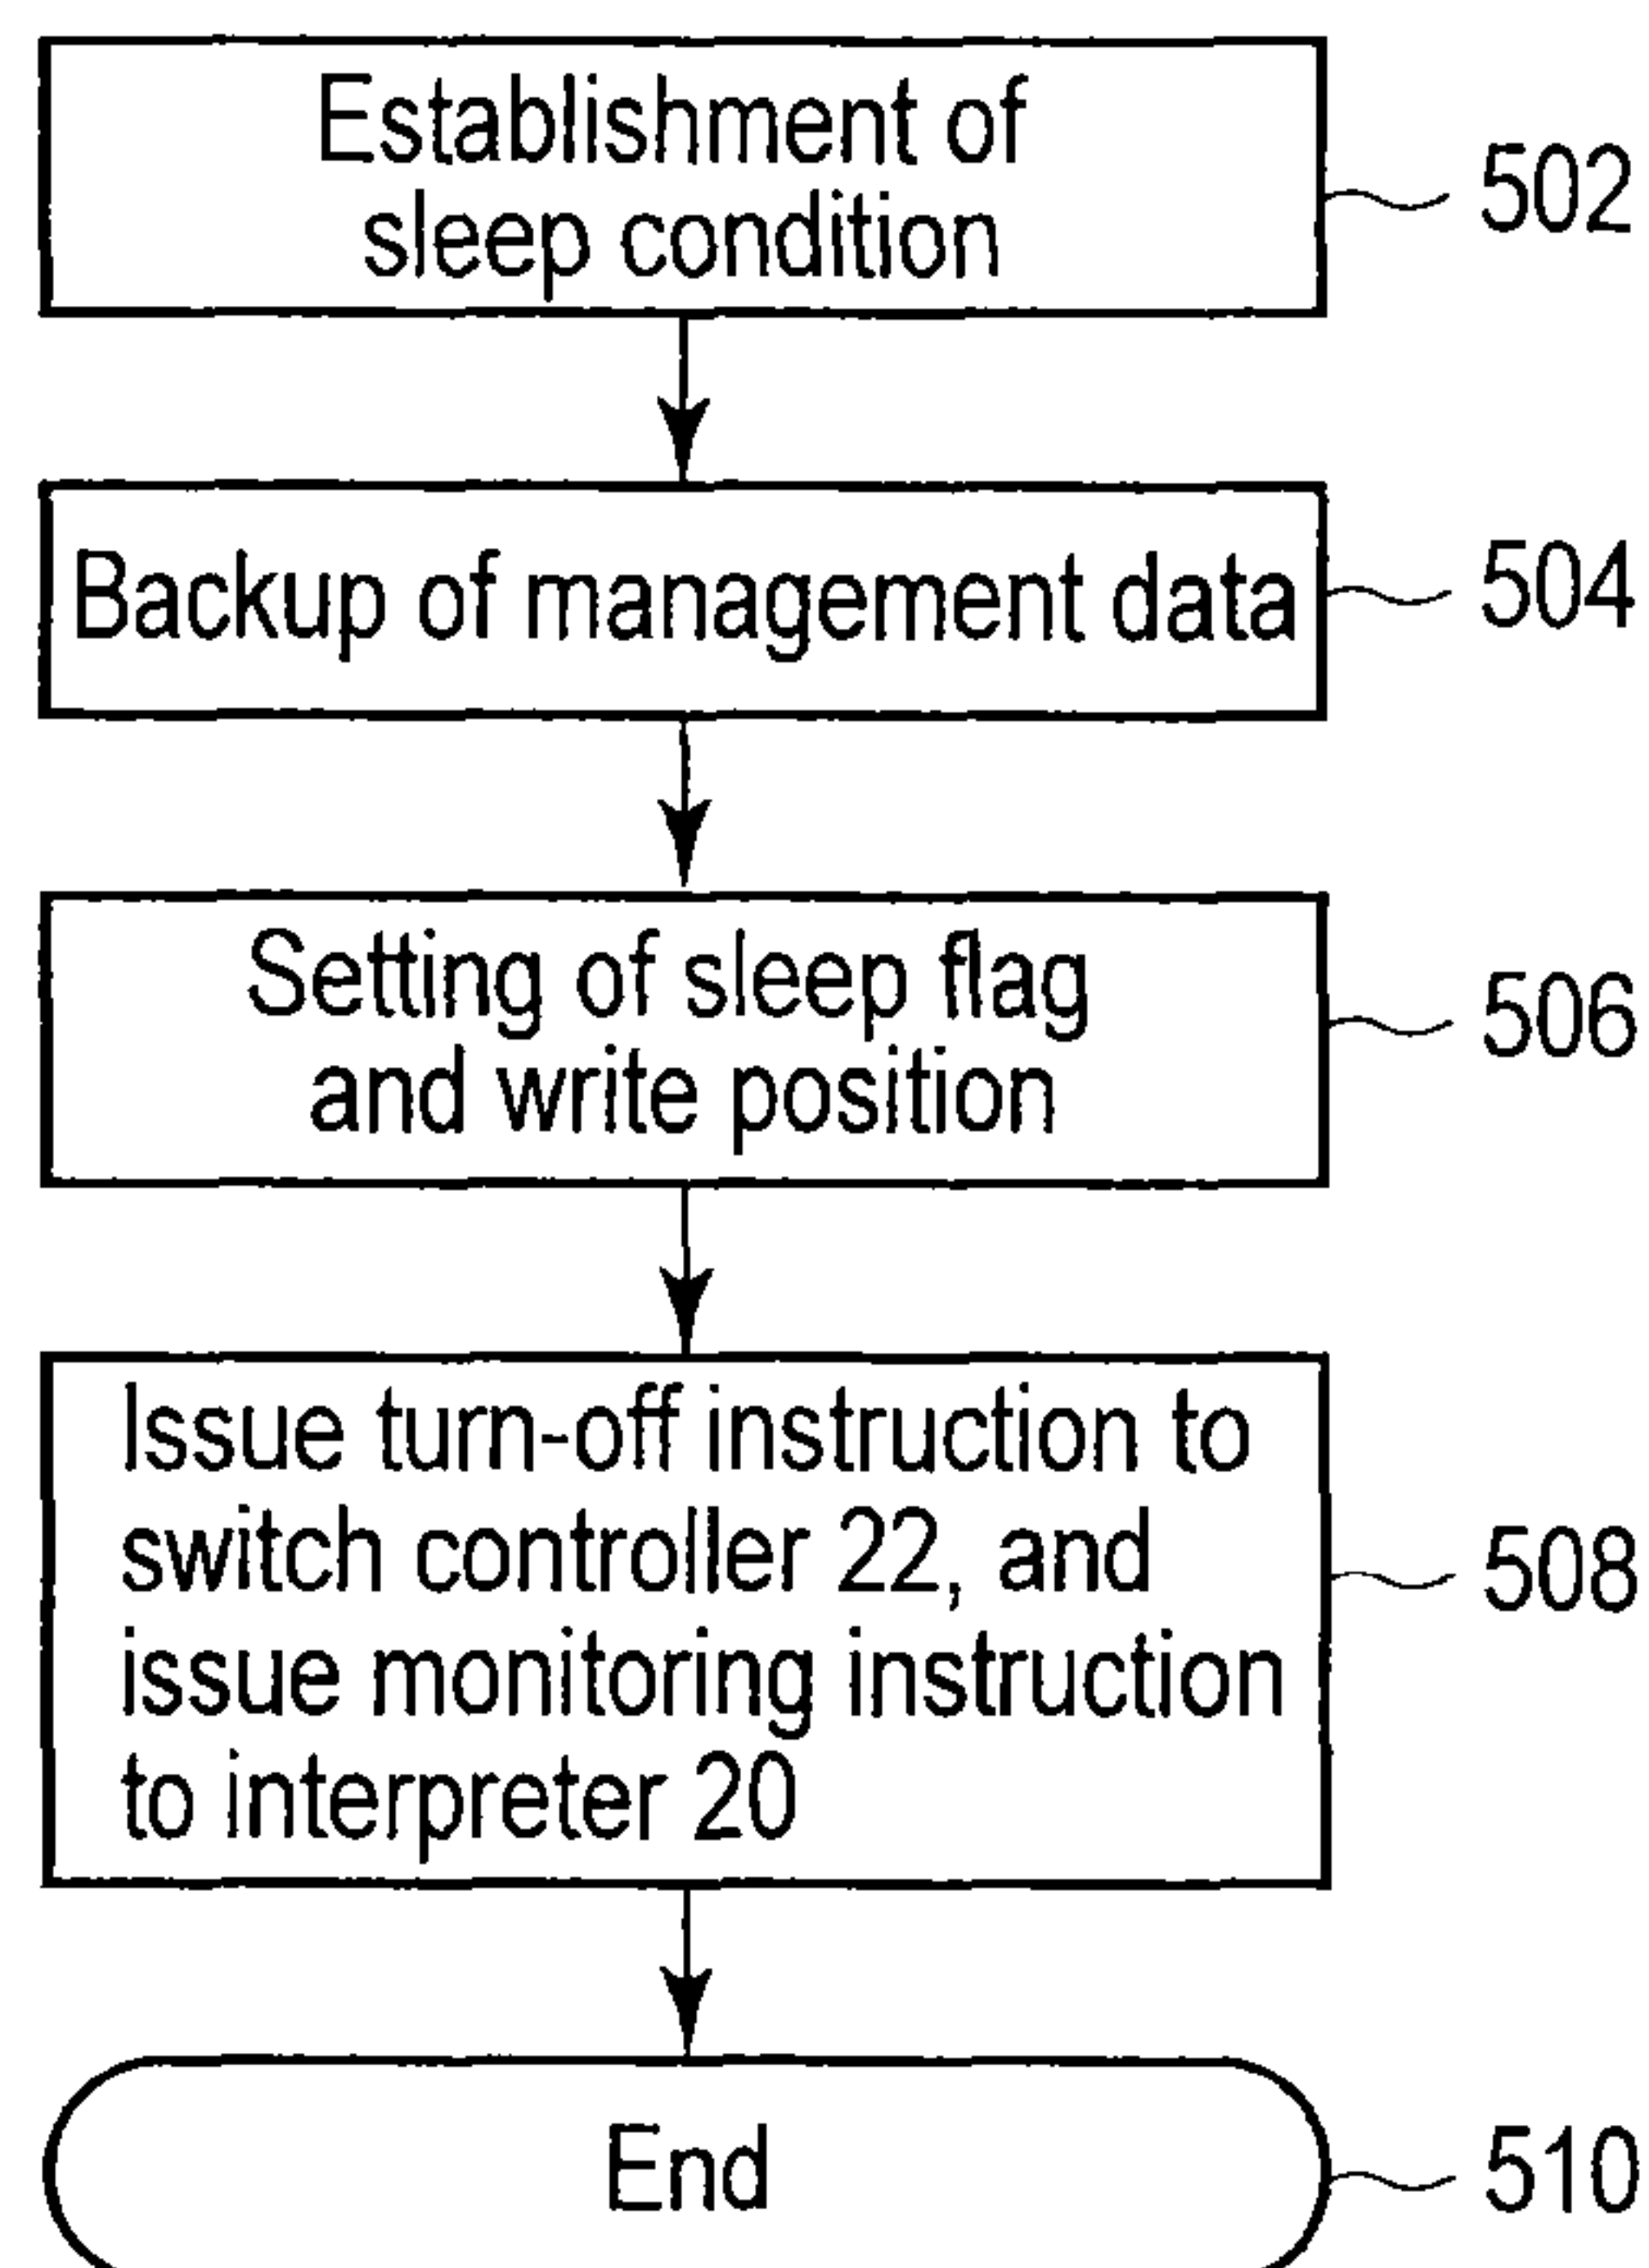 Establishment of
sleep condition
502
Backup of management data
504
Setting of sleep flag
and write position
506
Issue turn-off instruction to
switch controller 22, and
issue monitoring instruction
to interpreter 20
508
End
510